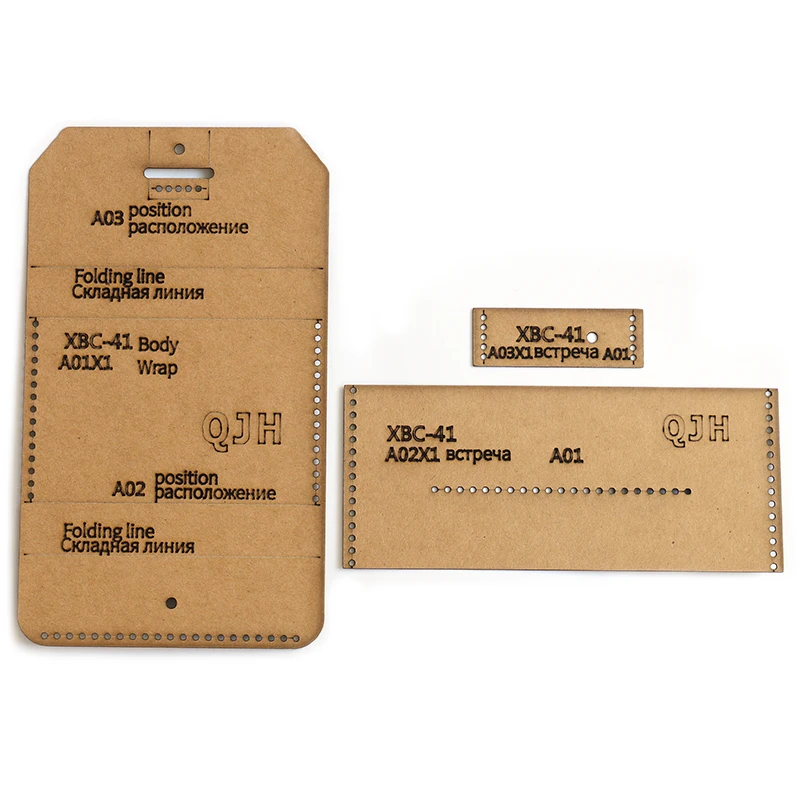 A03 position
расположение
Folding line
Складная линия
XBC-41 Body
A01X1 Wrap
QJH
A02 position
расположение
Folding line
Складная линия
XBC-41
A03X1 встреча A01
XBC-41
QJH
A02X1 встреча A01